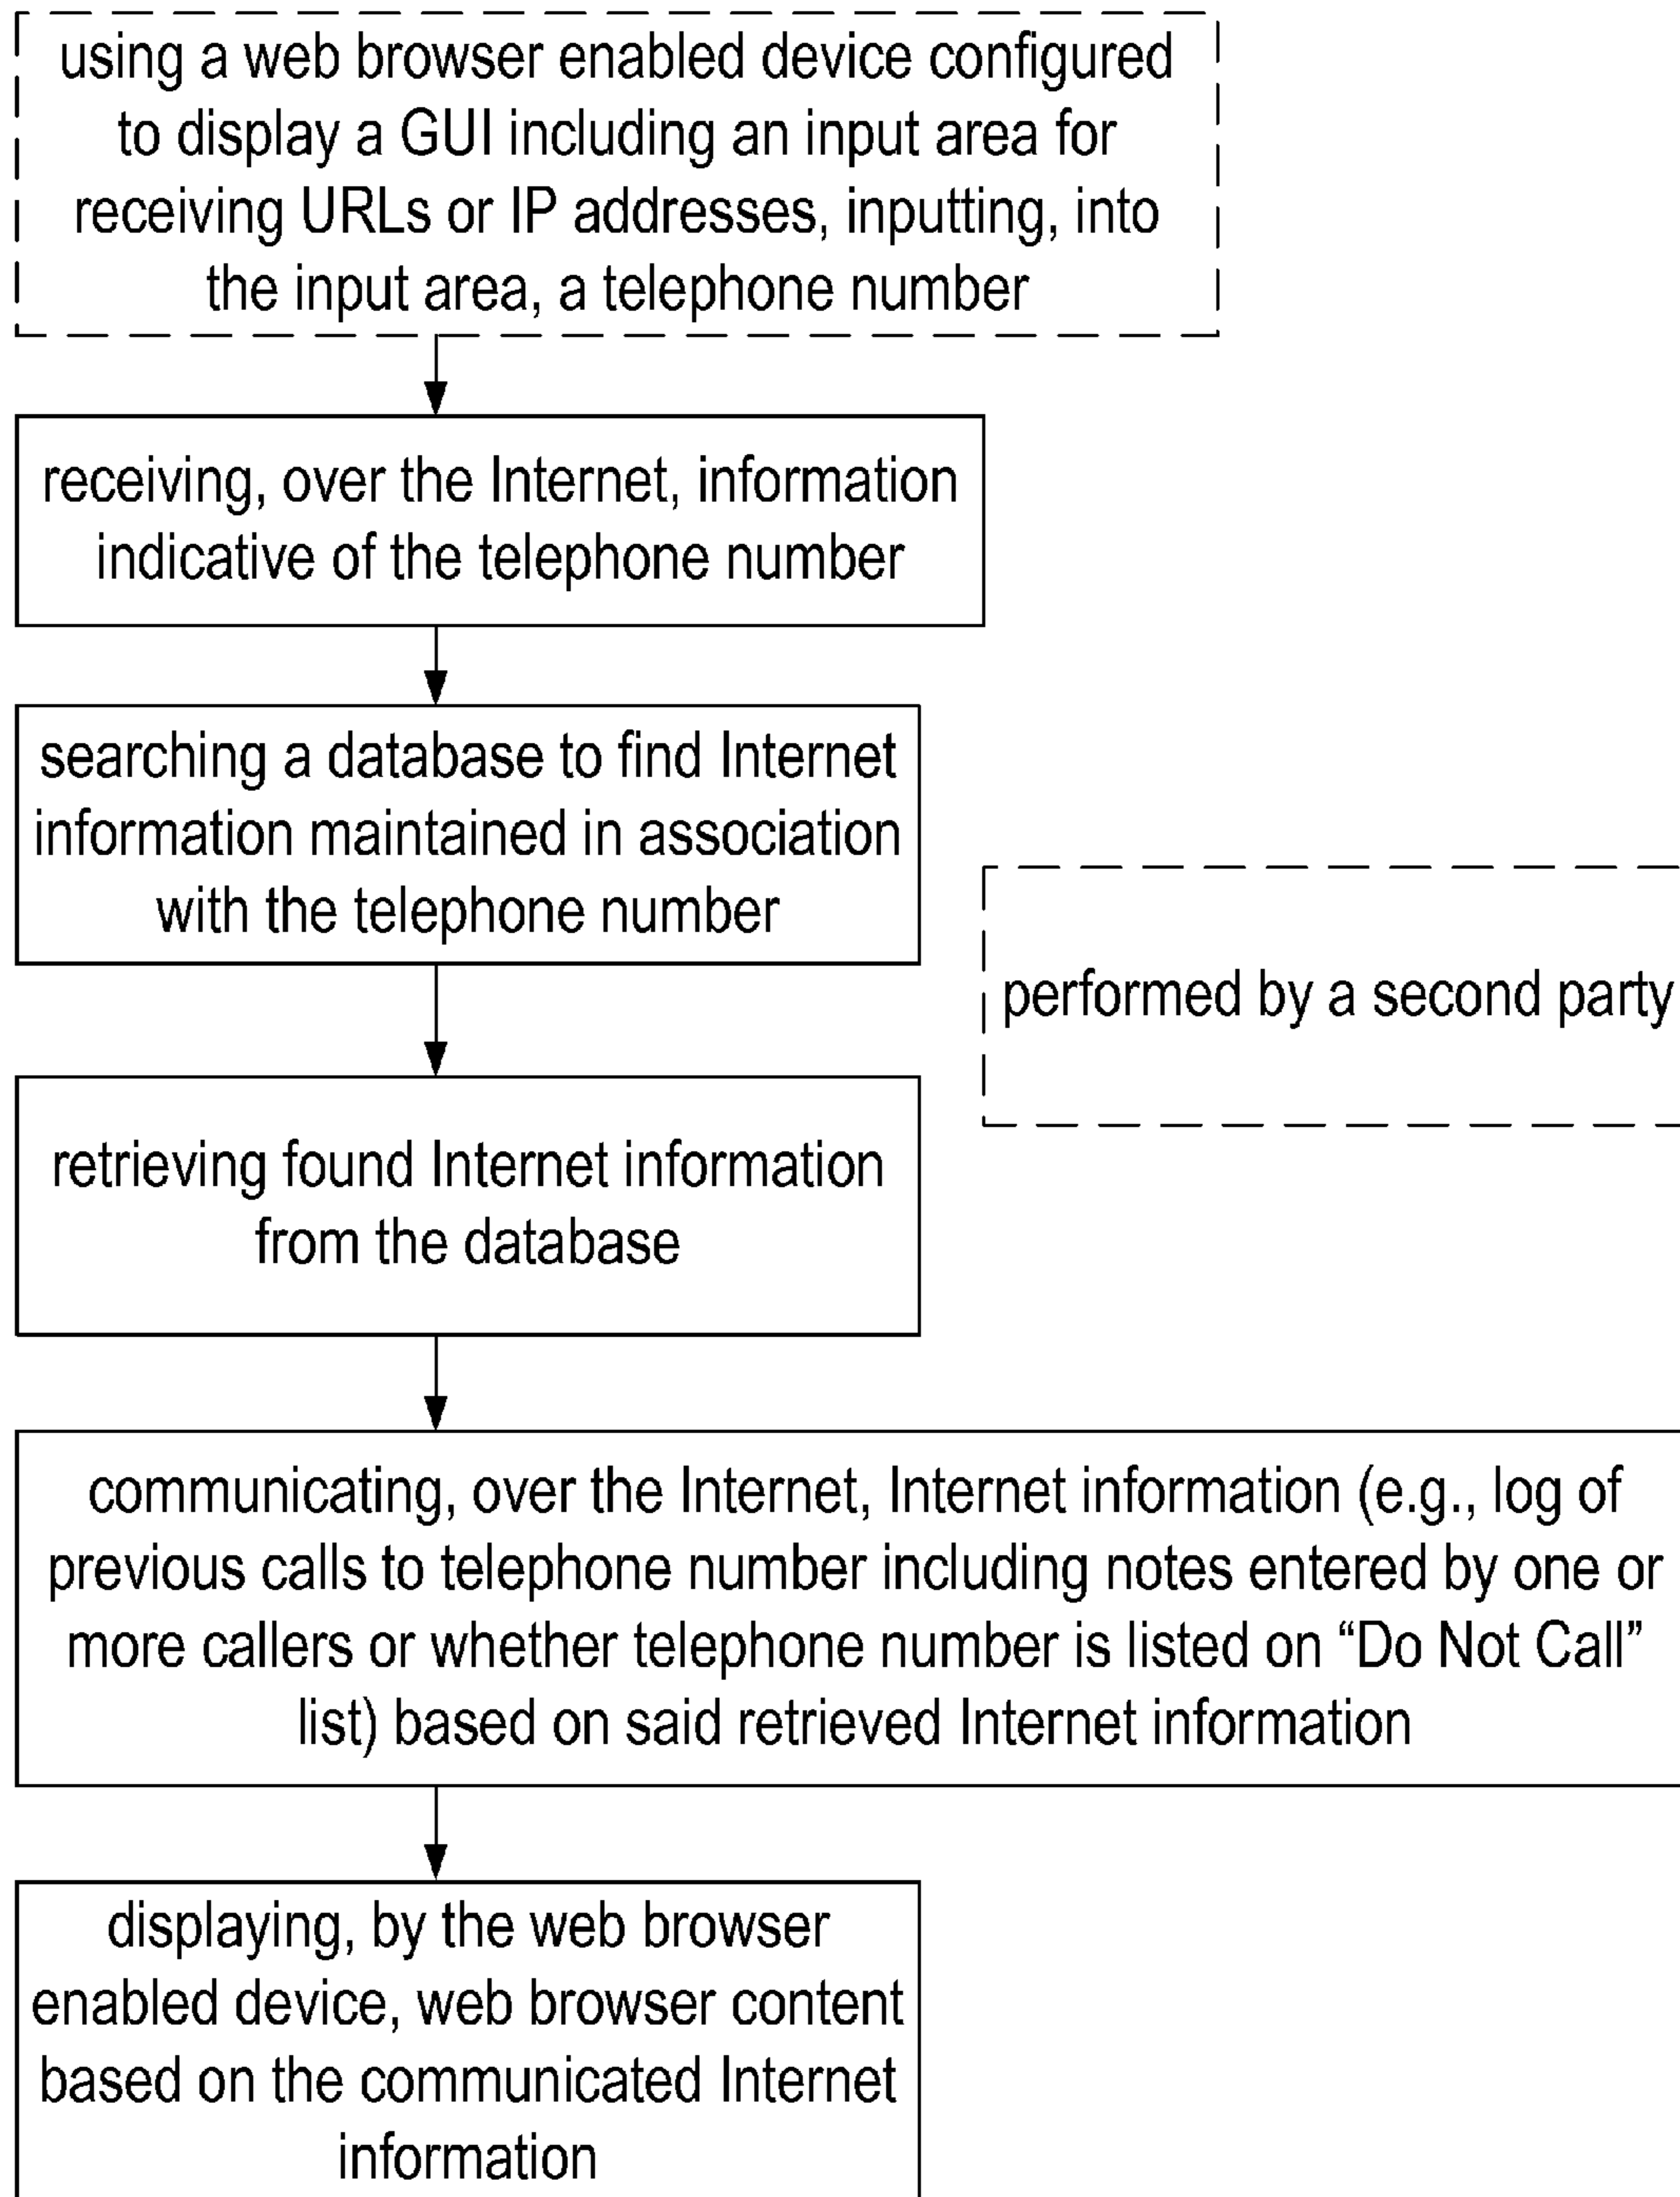 using a web browser enabled device configured
to display a GUI including an input area for
receiving URLs or IP addresses, inputting, into
the input area, a telephone number
receiving, over the Internet, information
indicative of the telephone number
searching a database to find Internet
information maintained in association
with the telephone number
performed by a second party
retrieving found Internet information
from the database
communicating, over the Internet, Internet information (e.g., log of
previous calls to telephone number including notes entered by one or
more callers or whether telephone number is listed on “Do Not Call”
list) based on said retrieved Internet information
displaying, by the web browser
enabled device, web browser content
based on the communicated Internet
information